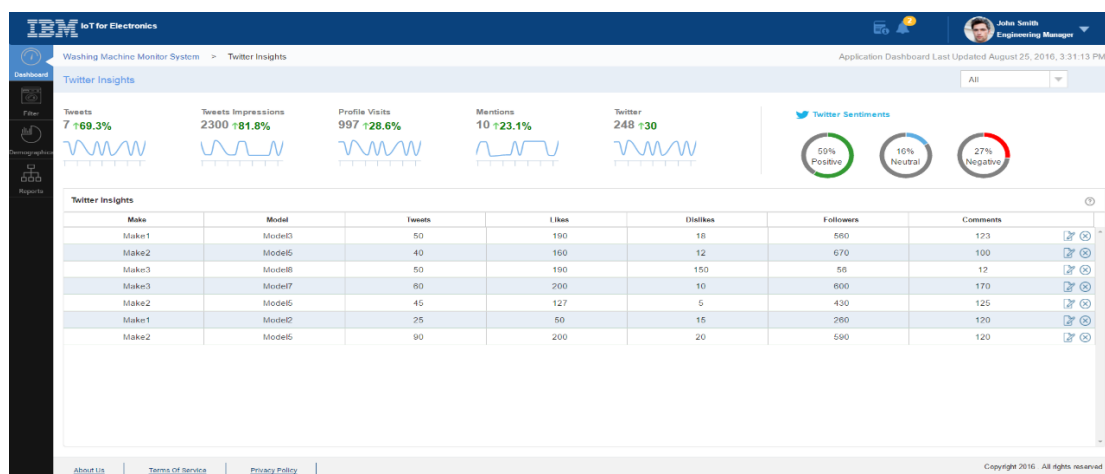 IBM IoT for Electronics
2
John Smith
Engineering Manager
Dashboard
Filter
Demographics
Reports
Washing Machine Monitor System > Twitter Insights
Application Dashboard Last Updated August 25, 2016, 3:31:13 PM
Twitter Insights
All
Tweets
7 ↑69.3%
Tweets Impressions
2300 ↑81.8%
Profile Visits
997 ↑28.6%
Mentions
10 ↑23.1%
Twitter
248 ↑30
Twitter Sentiments
59% Positive
16% Neutral
27% Negative
Twitter Insights
Make Model Tweets Likes Dislikes Followers Comments
Make1 Model3 50 190 18 560 123
Make2 Model5 40 160 12 670 100
Make3 Model8 50 190 150 56 12
Make3 Model7 60 200 10 600 170
Make2 Model5 45 127 5 430 125
Make1 Model2 25 50 15 260 120
Make2 Model5 90 200 20 590 120
About Us Terms Of Service Privacy Policy
Copyright 2016 All rights reserved